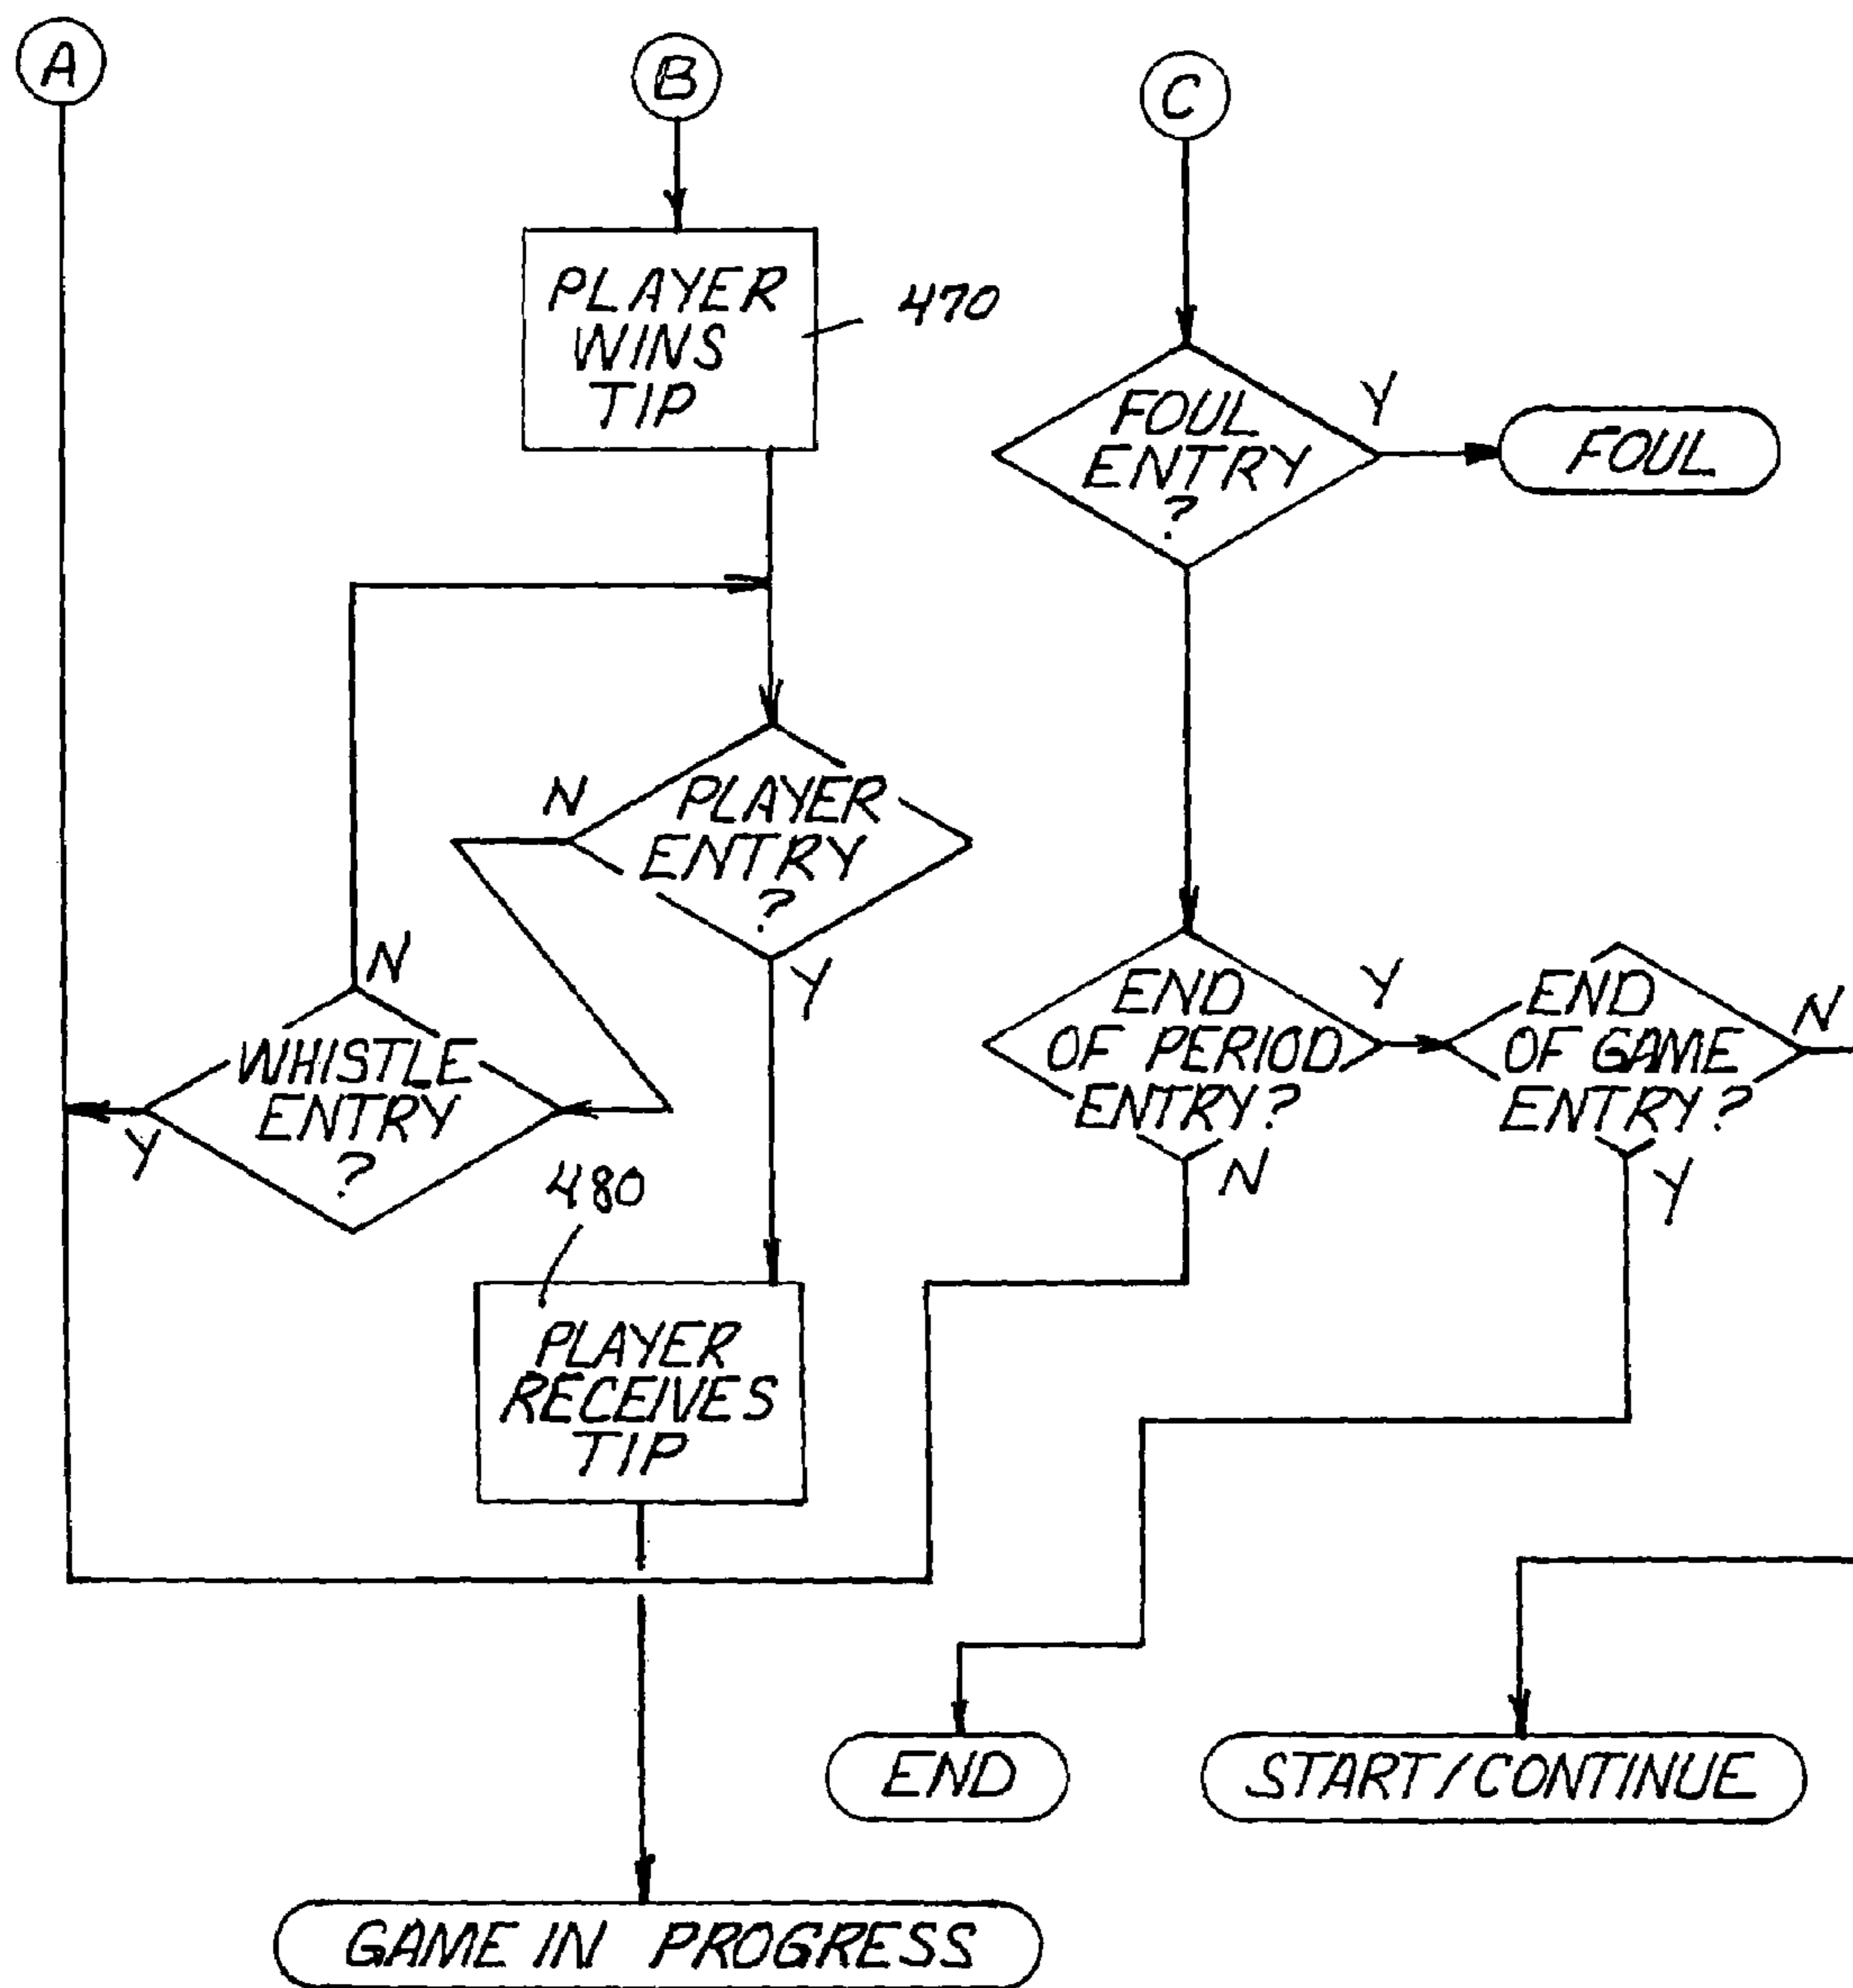 A
B
C
PLAYER
WINS
TIP
470
FOUL
ENTRY
?
Y
FOUL
PLAYER
ENTRY
?
N
Y
WHISTLE
ENTRY
?
N
Y
END
OF PERIOD
ENTRY?
Y
N
END
OF GAME
ENTRY?
N
Y
480
PLAYER
RECEIVES
TIP
END
START/CONTINUE
GAME IN PROGRESS